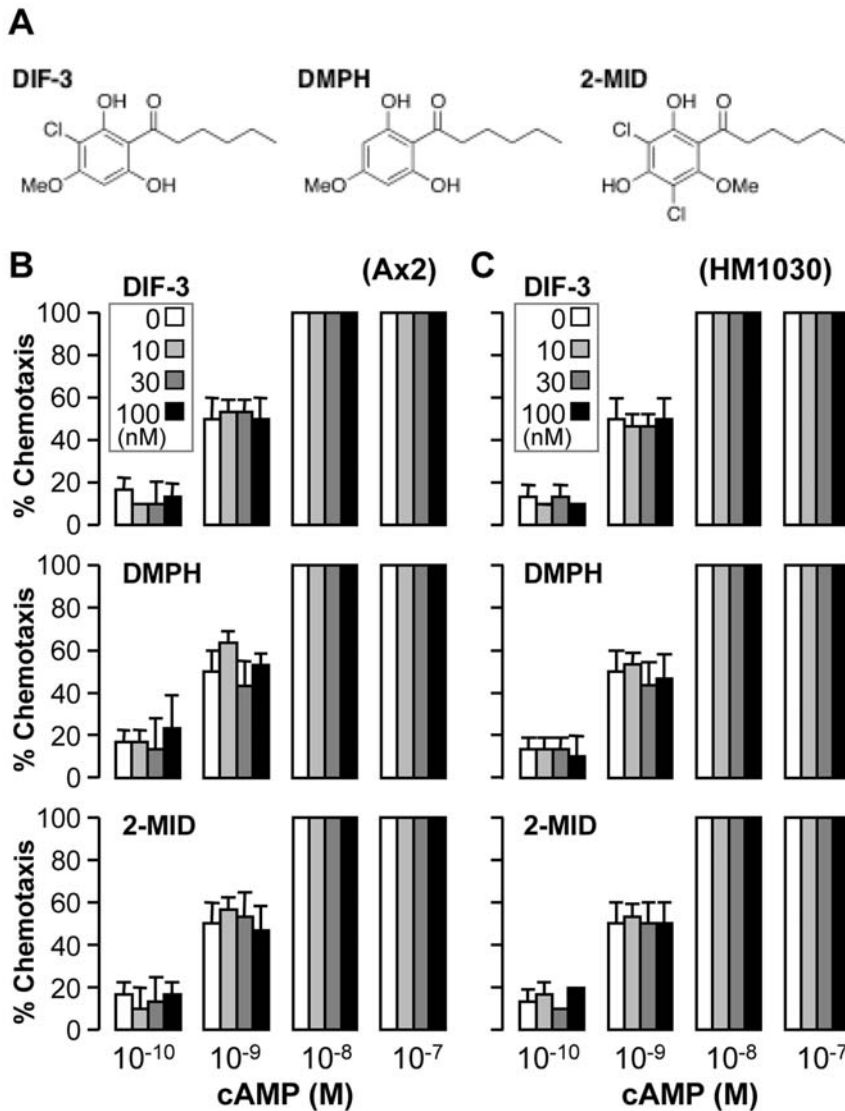 A
DIF-3 DMPH 2-MID
OH O OH O OH O
Cl Cl
MeO OH MeO OH HO OMe
Cl
B (Ax2) C (HM1030)
DIF-3 DIF-3
100 0 0
80 10 10
60 30 30
40 100 100
(nM) (nM)
20
0
% Chemotaxis
DMPH DMPH
100
80
60
40
20
0
% Chemotaxis
2-MID 2-MID
100
80
60
40
20
0
% Chemotaxis
10-10 10-9 10-8 10-7 10-10 10-9 10-8 10-7
cAMP (M) cAMP (M)